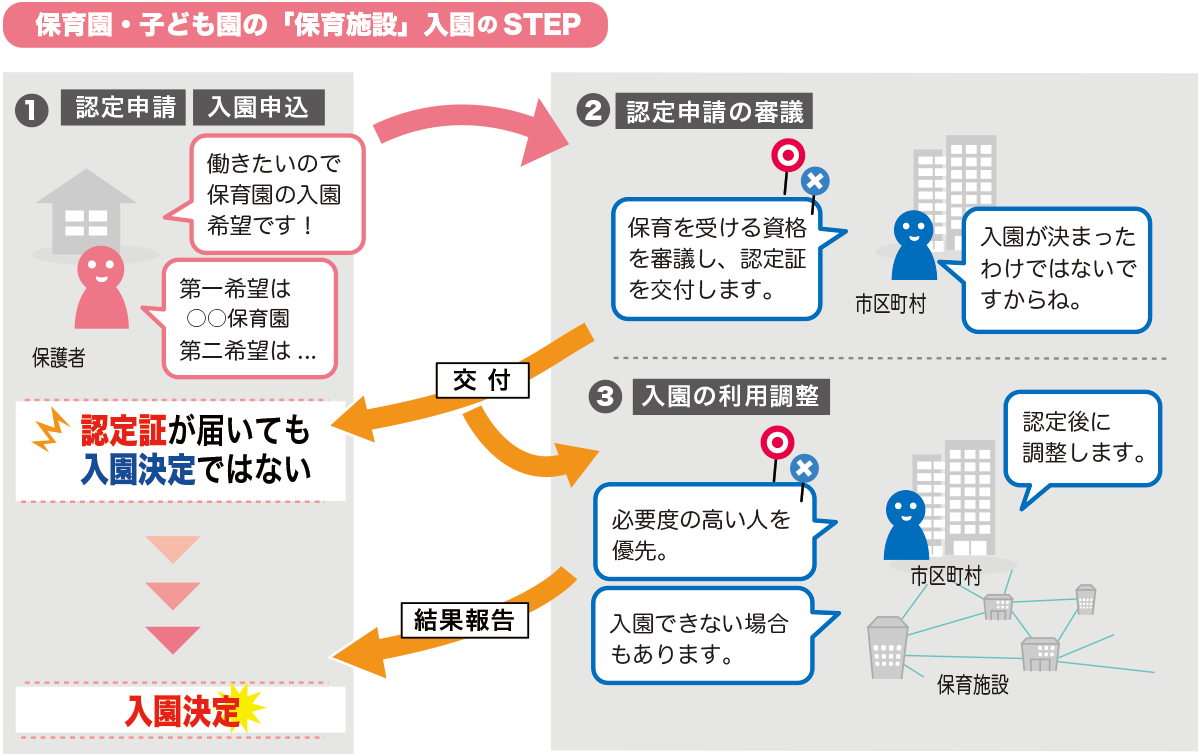 保育園・子ども園の「保育施設」入園のSTEP
1 認定申請 入園申込
働きたいので
保育園の入園
希望です！
第一希望は
○○保育園
第二希望は…
保護者
2 認定申請の審議
保育を受ける資格
を審議し、認定証
を交付します。
市区町村
入園が決まった
わけではないで
すからね。
交付
認定証が届いても
入園決定ではない
3 入園の利用調整
認定後に
調整します。
必要度の高い人を
優先。
市区町村
入園できない場合
もあります。
保育施設
結果報告
入園決定